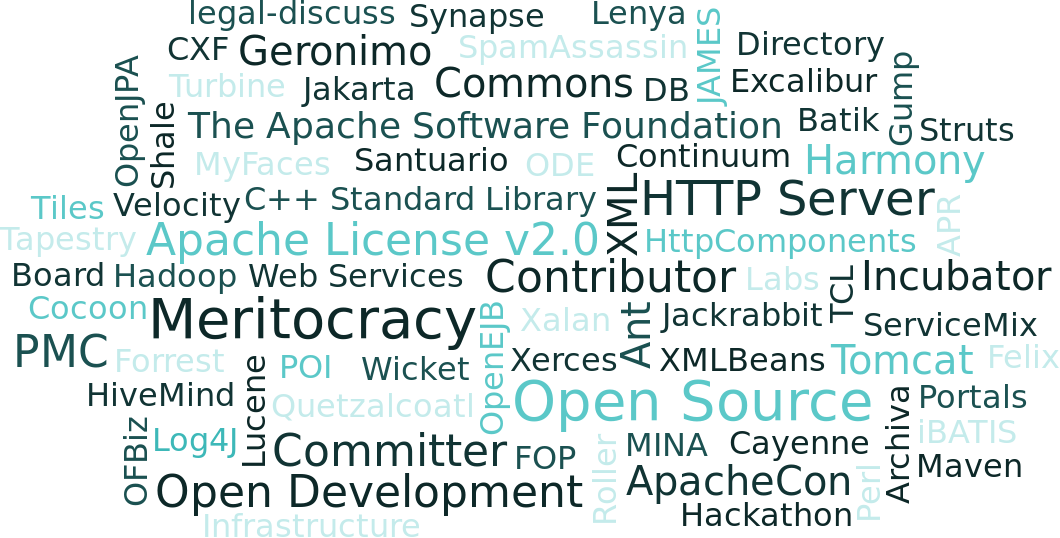 legal-discuss
Synapse
Lenya
JAMES
Directory
CXF
Geronimo
SpamAssassin
OpenJPA
Turbine
Jakarta
Commons
DB
Excalibur
Gump
Shale
The Apache Software Foundation
Batik
Struts
MyFaces
Santuario
ODE
Continuum
Harmony
Tiles
Velocity
C++ Standard Library
XML
HTTP Server
APR
Tapestry
Apache License v2.0
HttpComponents
Board
Hadoop
Web Services
Contributor
Labs
TCL
Incubator
Cocoon
Meritocracy
OpenEJB
Xalan
Ant
Jackrabbit
ServiceMix
PMC
Forrest
POI
Wicket
Xerces
XMLBeans
Tomcat
Felix
HiveMind
Lucene
Quetzalcoatl
Open Source
Archiva
Portals
OFBiz
Log4J
Committer
FOP
Roller
MINA
Cayenne
iBATIS
Open Development
ApacheCon
Perl
Maven
Infrastructure
Hackathon